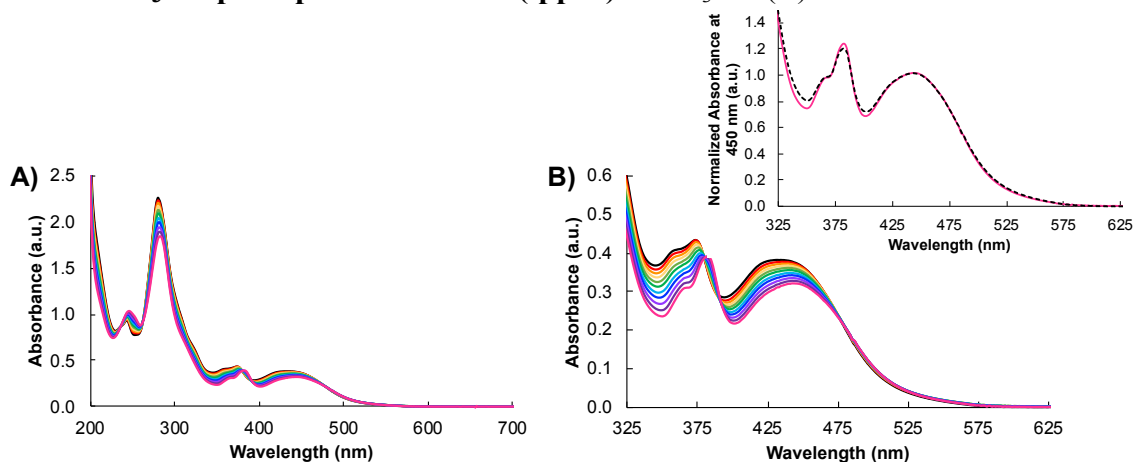 Normalized Absorbance at
450 nm (a.u.)
1.4
1.2
1.0
0.8
0.6
0.4
0.2
0.0
325 375 425 475 525 575 625
Wavelength (nm)
A)
Absorbance (a.u.)
2.5
2.0
1.5
1.0
0.5
0.0
200 300 400 500 600 700
Wavelength (nm)
B)
Absorbance (a.u.)
0.6
0.5
0.4
0.3
0.2
0.1
0.0
325 375 425 475 525 575 625
Wavelength (nm)